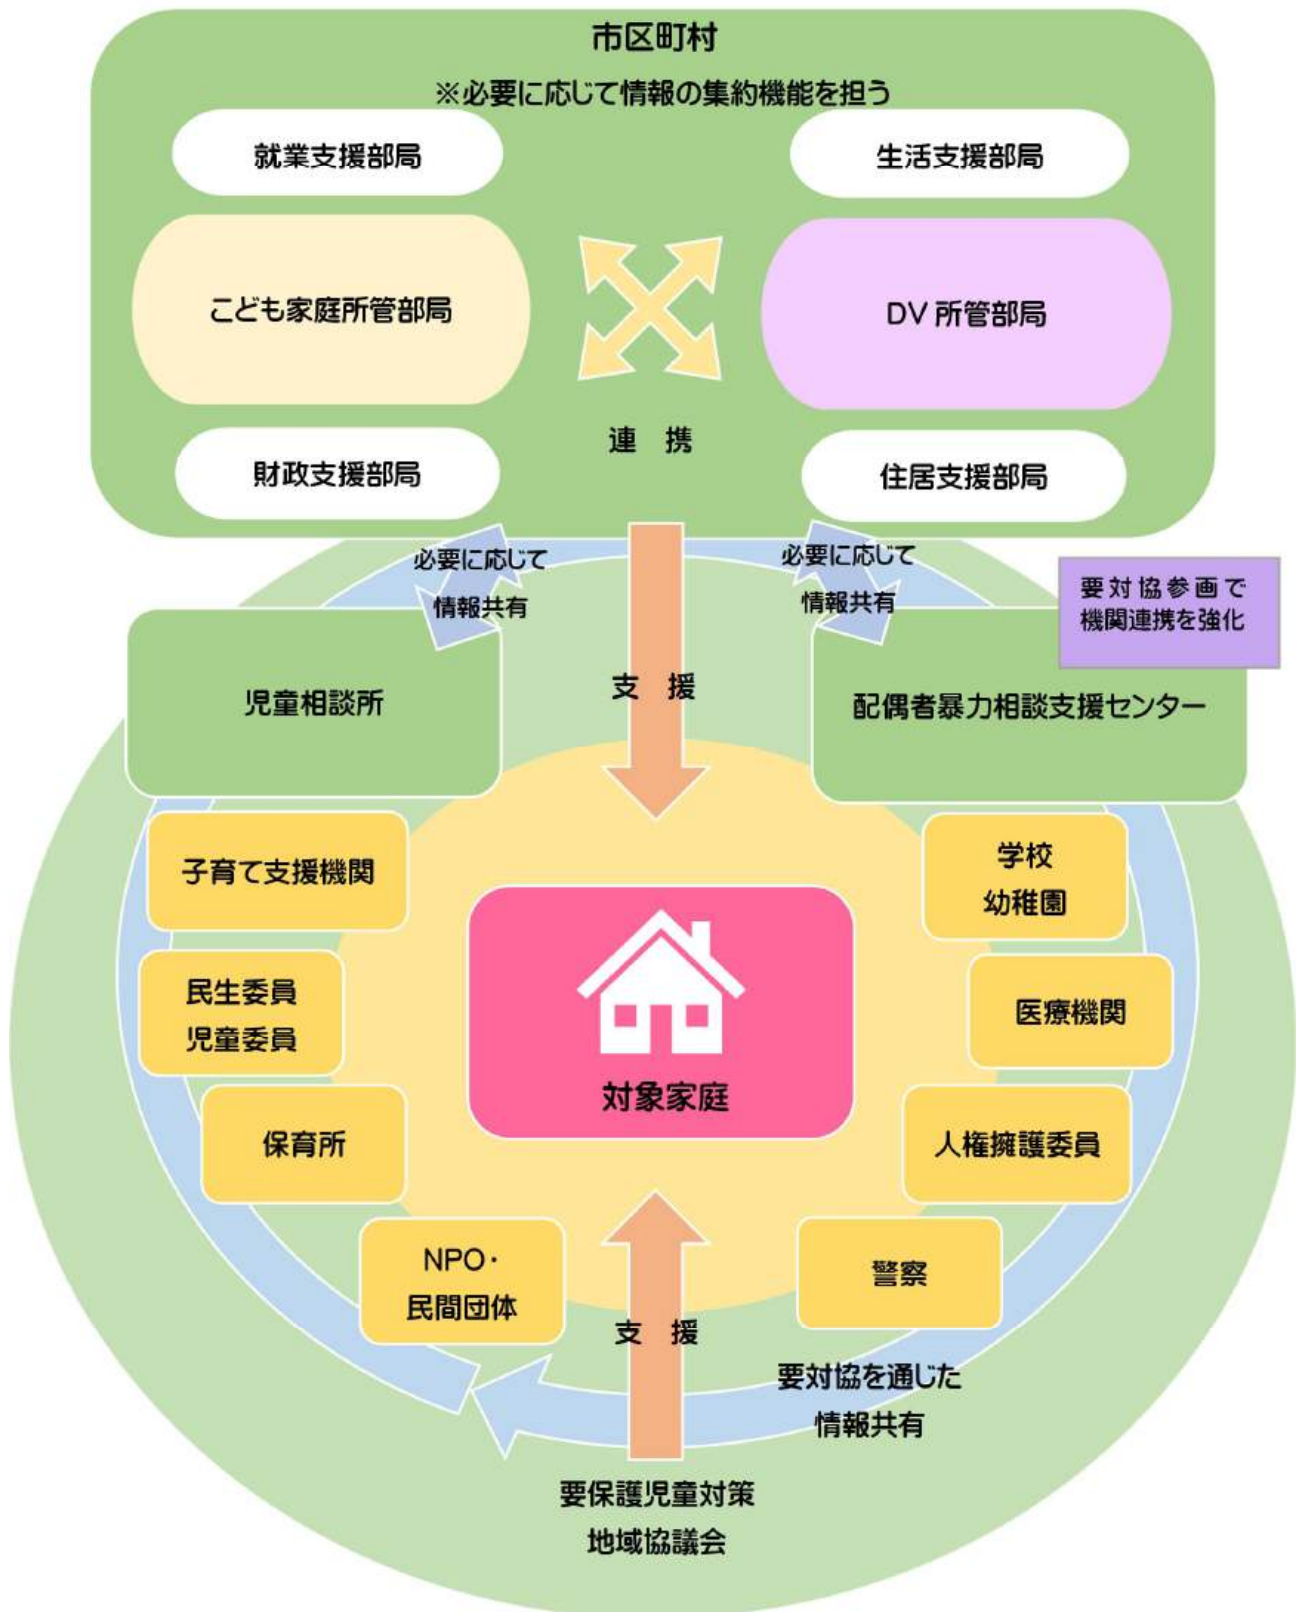 市区町村
※必要に応じて情報の集約機能を担う
就業支援部局
生活支援部局
こども家庭所管部局
DV 所管部局
連 携
財政支援部局
住居支援部局
必要に応じて
情報共有
必要に応じて
情報共有
要対協参画で
機関連携を強化
児童相談所
支 援
配偶者暴力相談支援センター
子育て支援機関
学校
幼稚園
民生委員
児童委員
医療機関
対象家庭
保育所
人権擁護委員
NPO・
民間団体
警察
支 援
要対協を通じた
情報共有
要保護児童対策
地域協議会